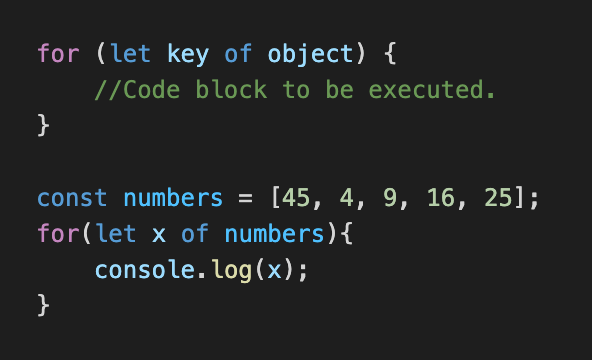 for (let key of object) {
    //Code block to be executed.
}

const numbers = [45, 4, 9, 16, 25];
for(let x of numbers){
    console.log(x);
}